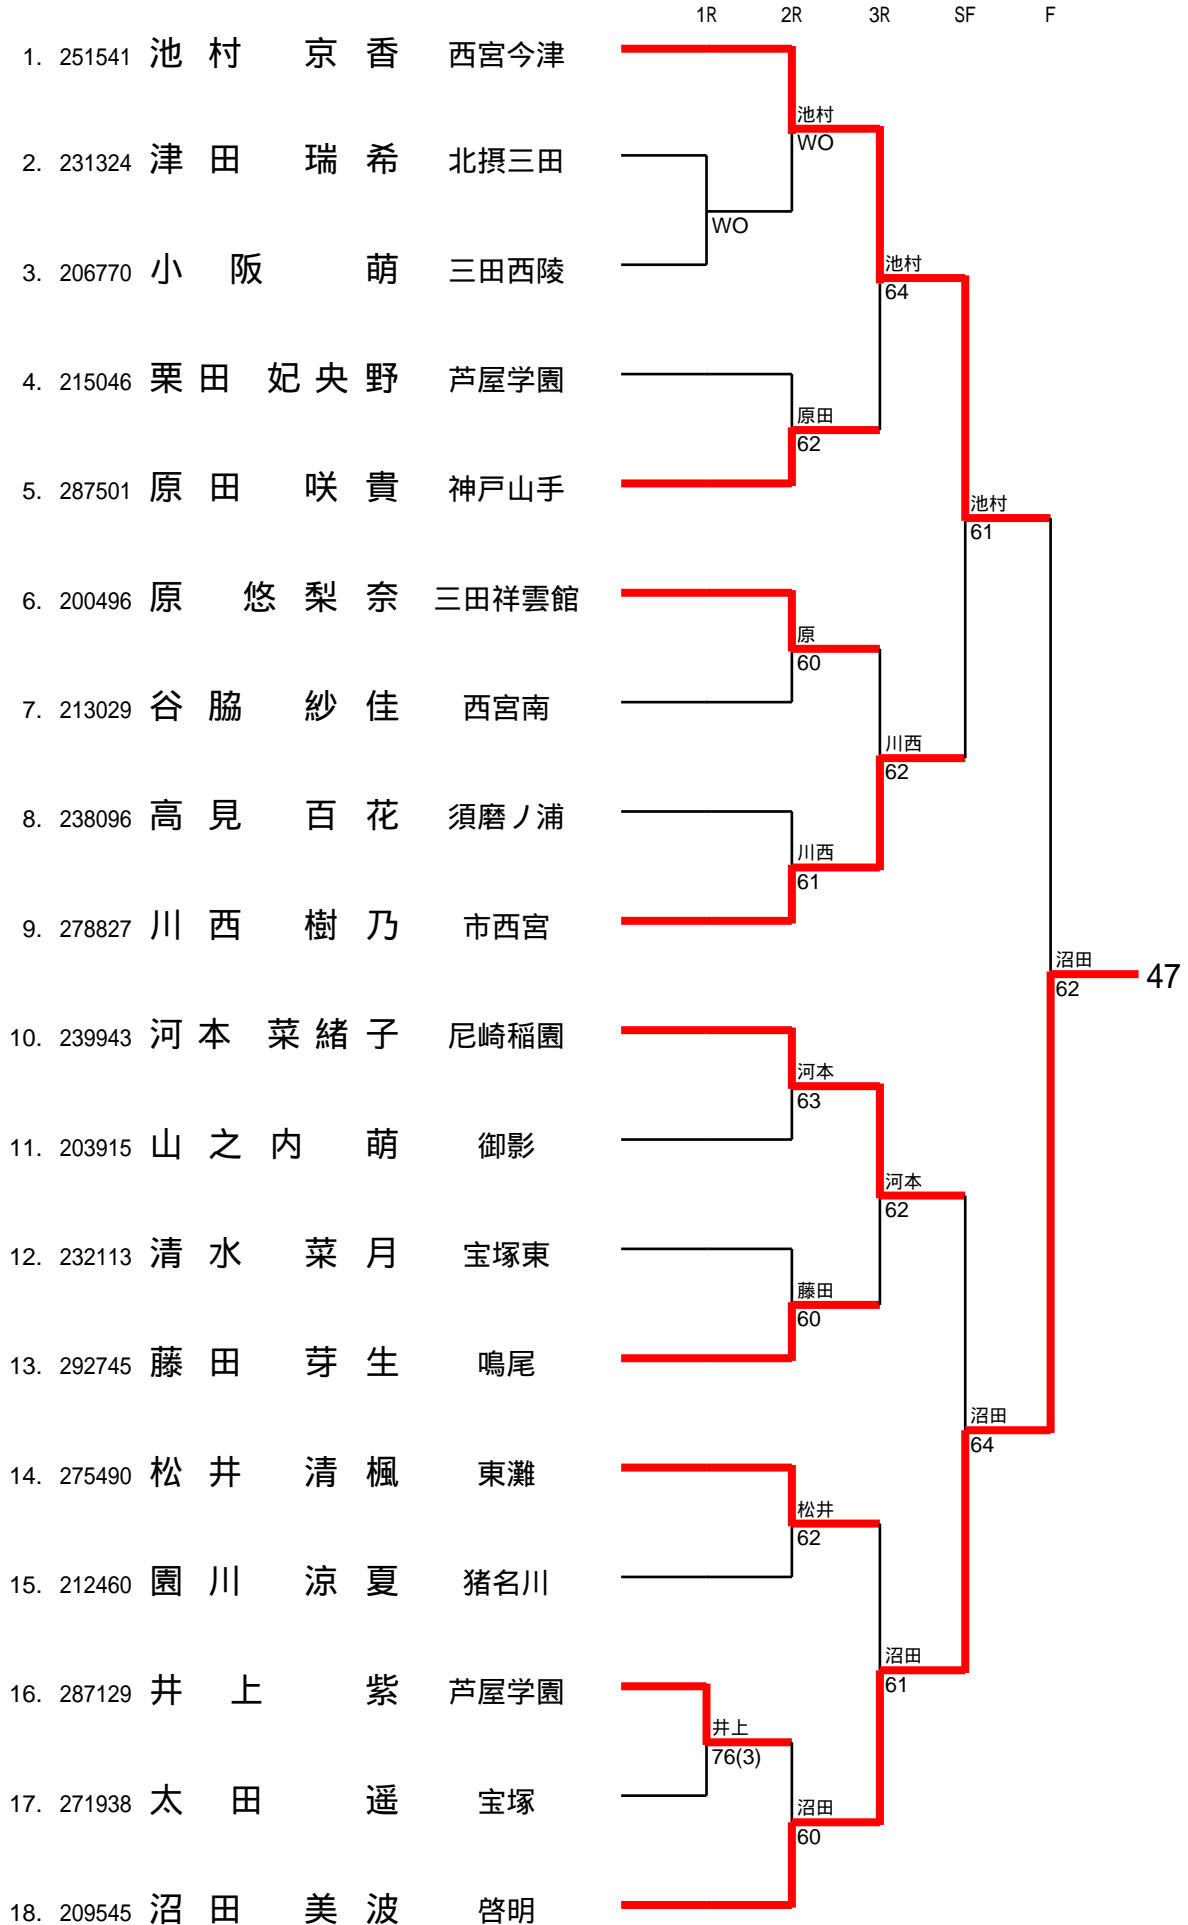 1R 2R 3R SF F
1. 251541 池村 京香 西宮今津
池村
WO
2. 231324 津田 瑞希 北摂三田
WO
3. 206770 小阪 萌 三田西陵
池村
64
4. 215046 栗田 妃央野 芦屋学園
原田
62
5. 287501 原田 咲貴 神戸山手
池村
61
6. 200496 原 悠梨奈 三田祥雲館
原
60
7. 213029 谷脇 紗佳 西宮南
川西
62
8. 238096 高見 百花 須磨ノ浦
川西
61
9. 278827 川西 樹乃 市西宮
沼田
62
47
10. 239943 河本 菜緒子 尼崎稲園
河本
63
11. 203915 山之内 萌 御影
河本
62
12. 232113 清水 菜月 宝塚東
藤田
60
13. 292745 藤田 芽生 鳴尾
沼田
64
14. 275490 松井 清楓 東灘
松井
62
15. 212460 園川 涼夏 猪名川
沼田
61
16. 287129 井上 紫 芦屋学園
井上
76(3)
17. 271938 太田 遥 宝塚
沼田
60
18. 209545 沼田 美波 啓明